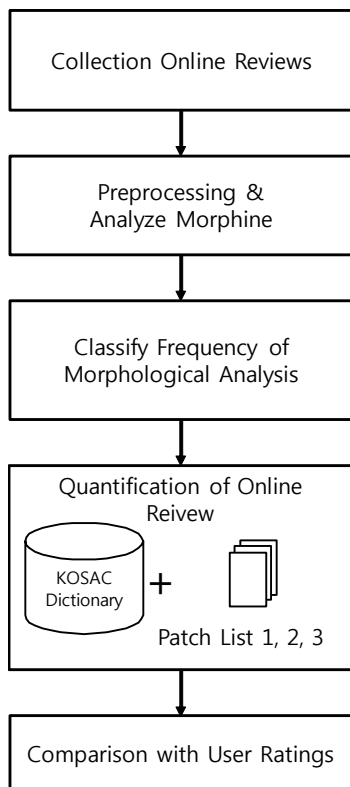 Collection Online Reviews
Preprocessing &
Analyze Morphine
Classify Frequency of
Morphological Analysis
Quantification of Online
Reivew
KOSAC
Dictionary
+
Patch List 1, 2, 3
Comparison with User Ratings